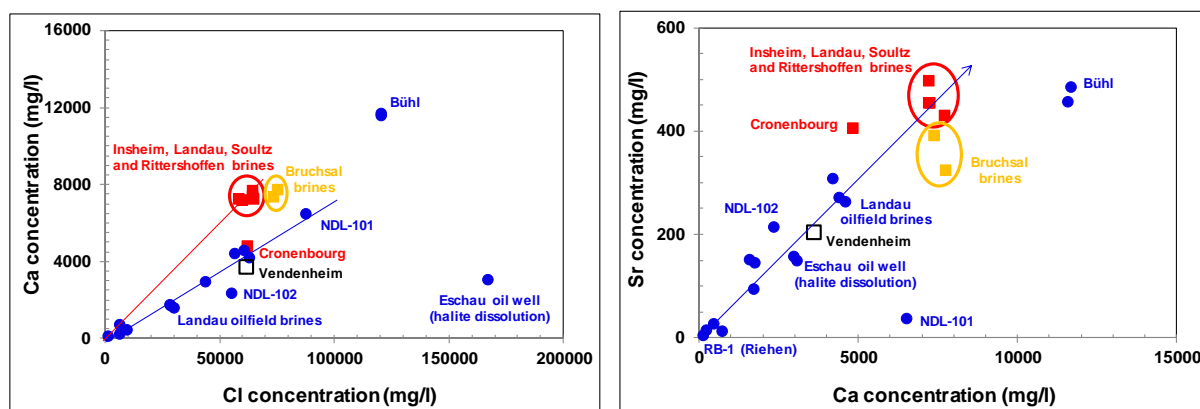 Ca concentration (mg/l)
16000
12000
8000
4000
0
Bühl
Insheim, Landau, Soultz
and Rittershoffen brines
Bruchsal
brines
NDL-101
Cronenbourg
Vendenheim
NDL-102
Landau oilfield brines
Eschau oil well
(halite dissolution)
0
50000
100000
150000
200000
Cl concentration (mg/l)
Sr concentration (mg/l)
600
400
200
0
Insheim, Landau, Soultz
and Rittershoffen brines
Bühl
Cronenbourg
Bruchsal
brines
Landau
oilfield brines
NDL-102
Vendenheim
Eschau oil well
(halite dissolution)
NDL-101
RB-1 (Riehen)
0
5000
10000
15000
Ca concentration (mg/l)